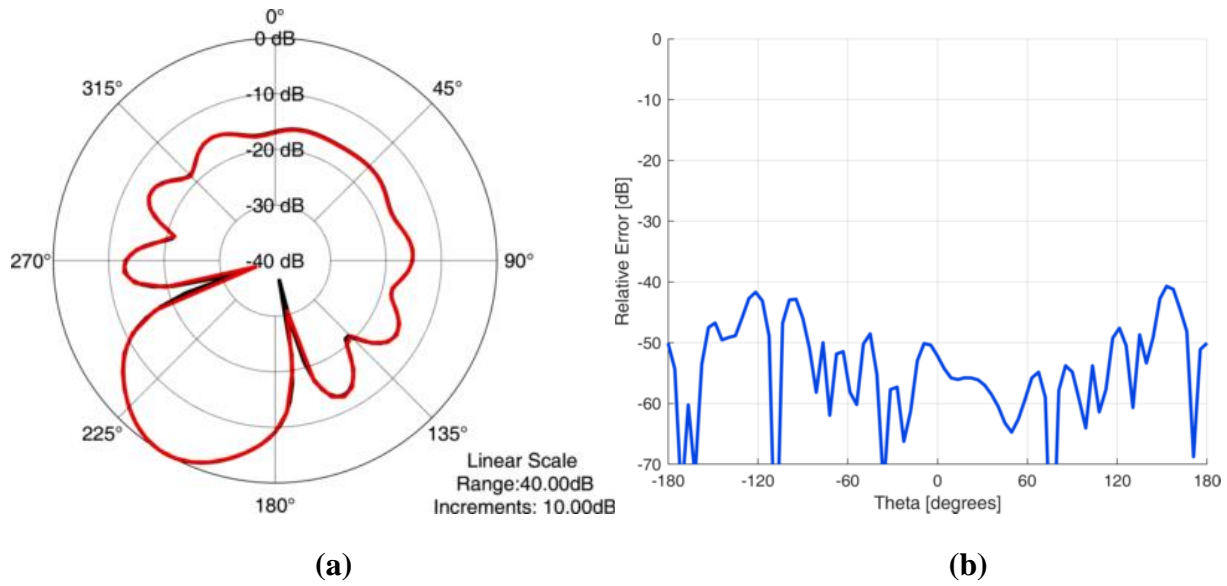 0°
0 dB
315°
45°
-10 dB
-20 dB
-30 dB
270°
-40 dB
90°
225°
135°
180°
Linear Scale
Range:40.00dB
Increments: 10.00dB
(a)
Relative Error [dB]
0
-10
-20
-30
-40
-50
-60
-70
-180
-120
-60
0
60
120
180
Theta [degrees]
(b)